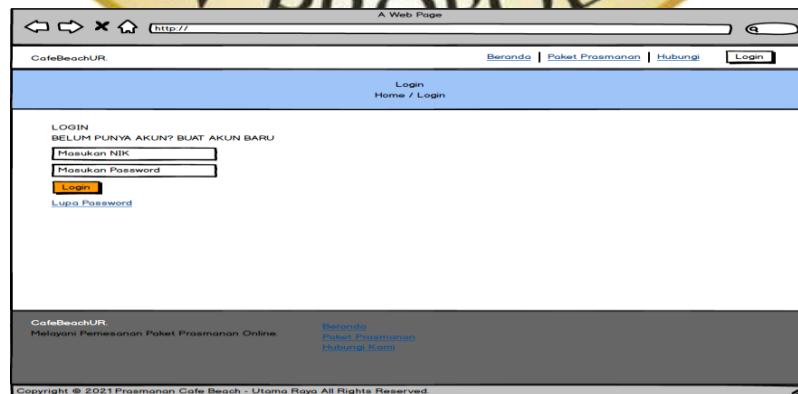 A Web Page
http://
CafeBeachUR.
Beranda | Paket Prasmanan | Hubungi
Login
Login
Home / Login
LOGIN
BELUM PUNYA AKUN? BUAT AKUN BARU
Masukan NIK
Masukan Password
Login
Lupa Password
CafeBeachUR.
Melayani Pemesanan Paket Prasmanan Online.
Beranda
Paket Prasmanan
Hubungi Kami
Copyright © 2021 Prasmanan Cafe Beach - Utama Raya All Rights Reserved.